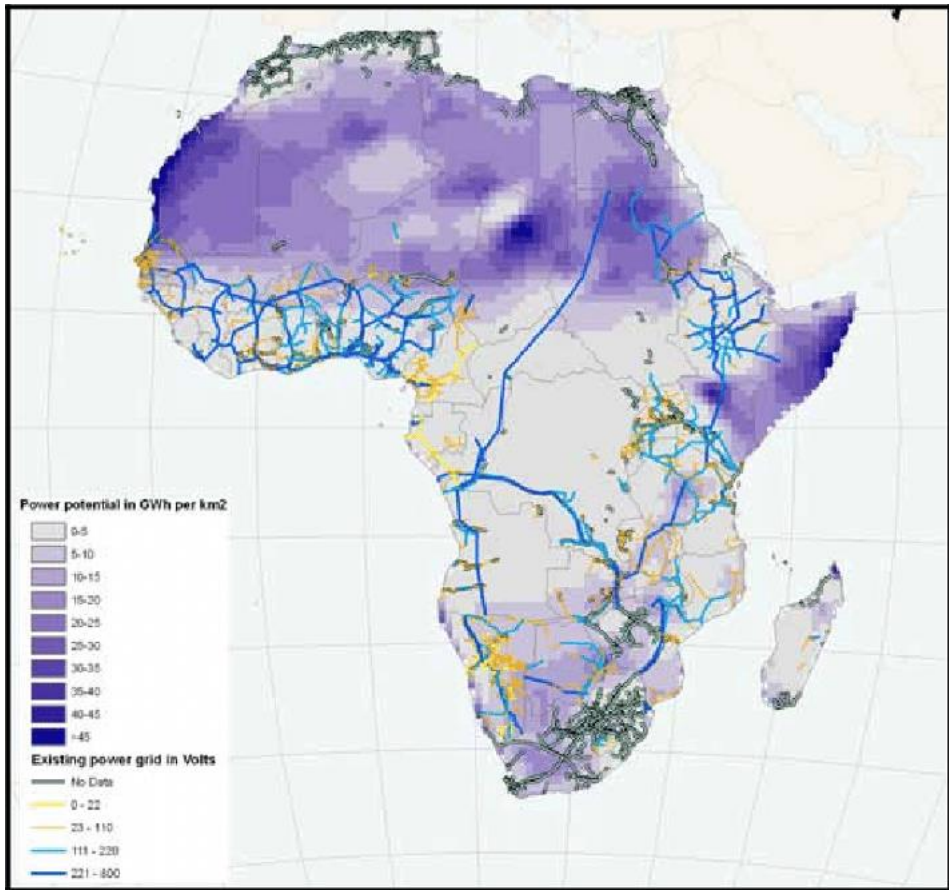 Power potential in GWh per km2
0-5
5-10
10-15
15-20
20-25
25-30
30-35
35-40
40-45
>45
Existing power grid in Volts
No Data
0 - 22
23 - 110
111 - 220
221 - 800